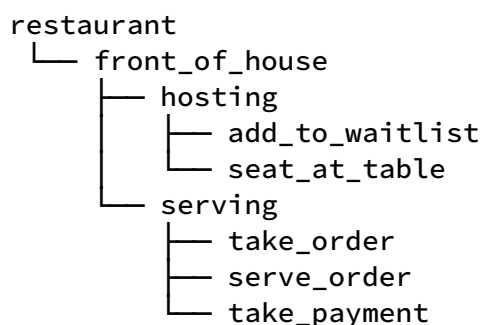 restaurant
└── front_of_house
    ├── hosting
    │   ├── add_to_waitlist
    │   └── seat_at_table
    └── serving
        ├── take_order
        ├── serve_order
        └── take_payment